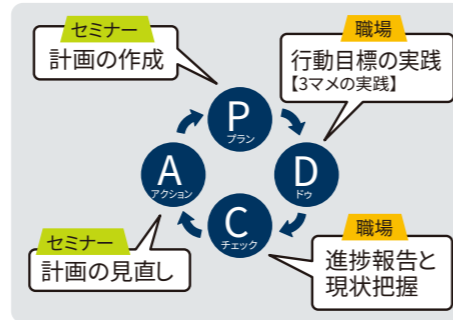 セミナー
計画の作成
職場
行動目標の実践
【3マメの実践】
P
プラン
A
アクション
D
ドゥ
C
チェック
セミナー
計画の見直し
職場
進捗報告と
現状把握